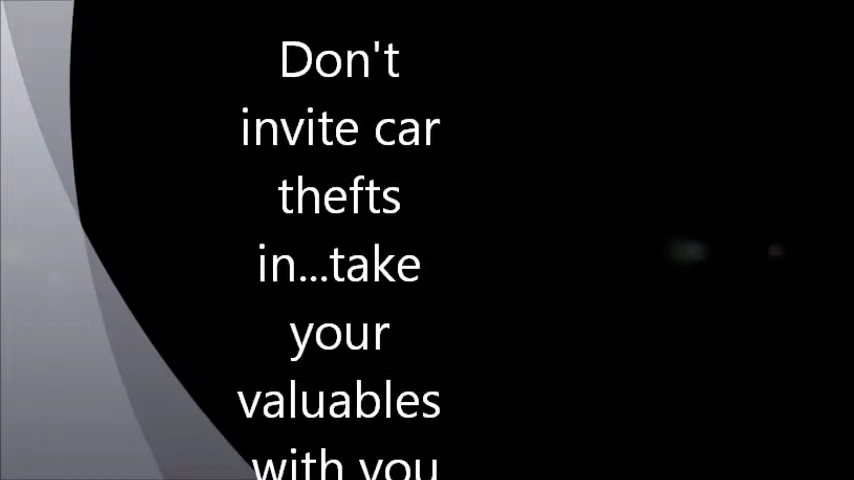 Don't
invite car
thefts
in...take
your
valuables
with you